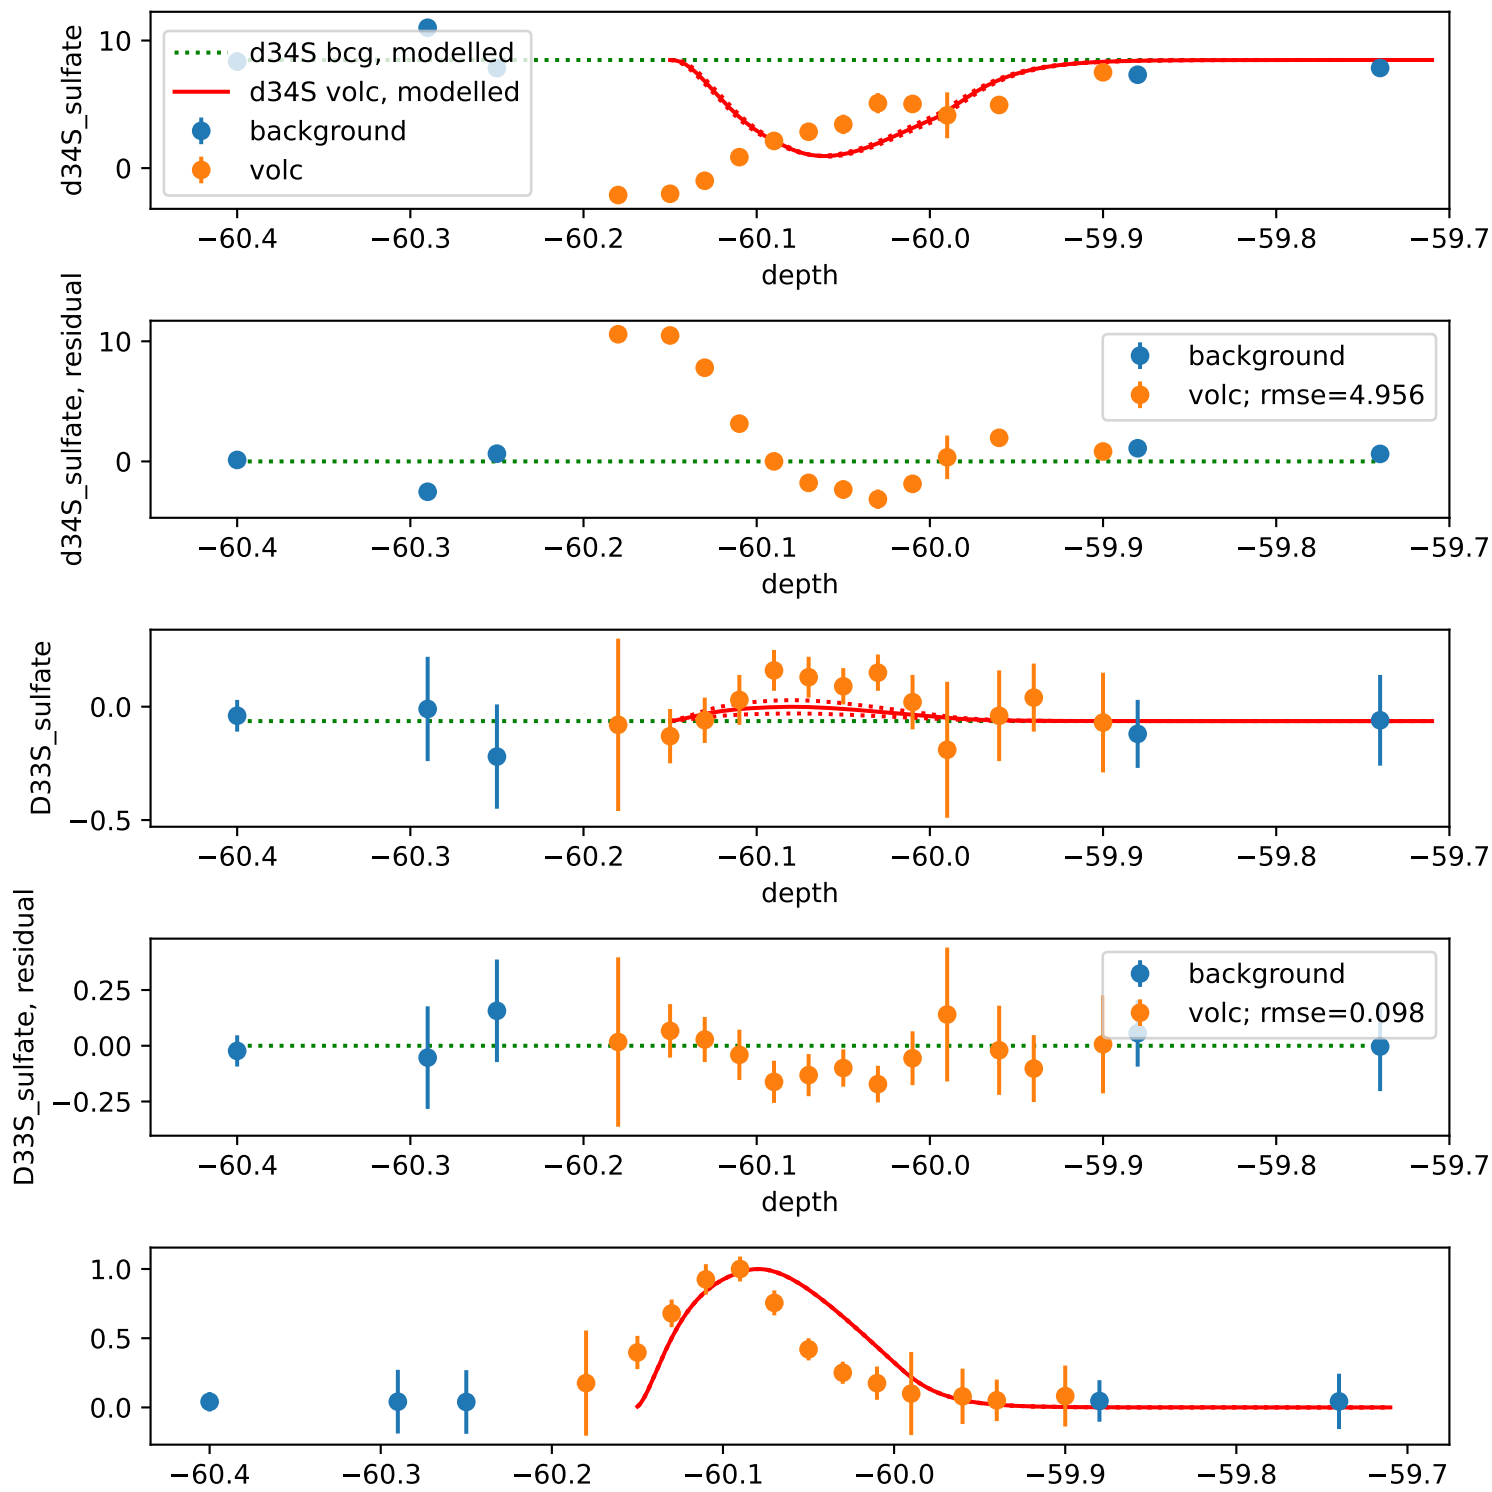 d34S_sulfate
10
0
d34S bcg, modelled
d34S volc, modelled
background
volc
−60.4 −60.3 −60.2 −60.1 −60.0 −59.9 −59.8 −59.7
depth
d34S_sulfate, residual
10
0
background
volc; rmse=4.956
−60.4 −60.3 −60.2 −60.1 −60.0 −59.9 −59.8 −59.7
depth
D33S_sulfate
0.0
−0.5
−60.4 −60.3 −60.2 −60.1 −60.0 −59.9 −59.8 −59.7
depth
D33S_sulfate, residual
0.25
0.00
−0.25
background
volc; rmse=0.098
−60.4 −60.3 −60.2 −60.1 −60.0 −59.9 −59.8 −59.7
depth
1.0
0.5
0.0
−60.4 −60.3 −60.2 −60.1 −60.0 −59.9 −59.8 −59.7